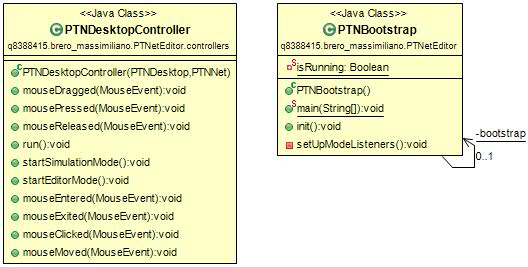 <<Java Class>>
PTNDesktopController
q8388415.brero_massimiliano.PTNetEditor.controllers
PTNDesktopController(PTNDesktop,PTNNet)
mouseDragged(MouseEvent):void
mousePressed(MouseEvent):void
mouseReleased(MouseEvent):void
run():void
startSimulationMode():void
startEditorMode():void
mouseEntered(MouseEvent):void
mouseExited(MouseEvent):void
mouseClicked(MouseEvent):void
mouseMoved(MouseEvent):void
<<Java Class>>
PTNBootstrap
q8388415.brero_massimiliano.PTNetEditor
isRunning: Boolean
PTNBootstrap()
main(String[]):void
init():void
setUpModeListeners():void
-bootstrap
0..1